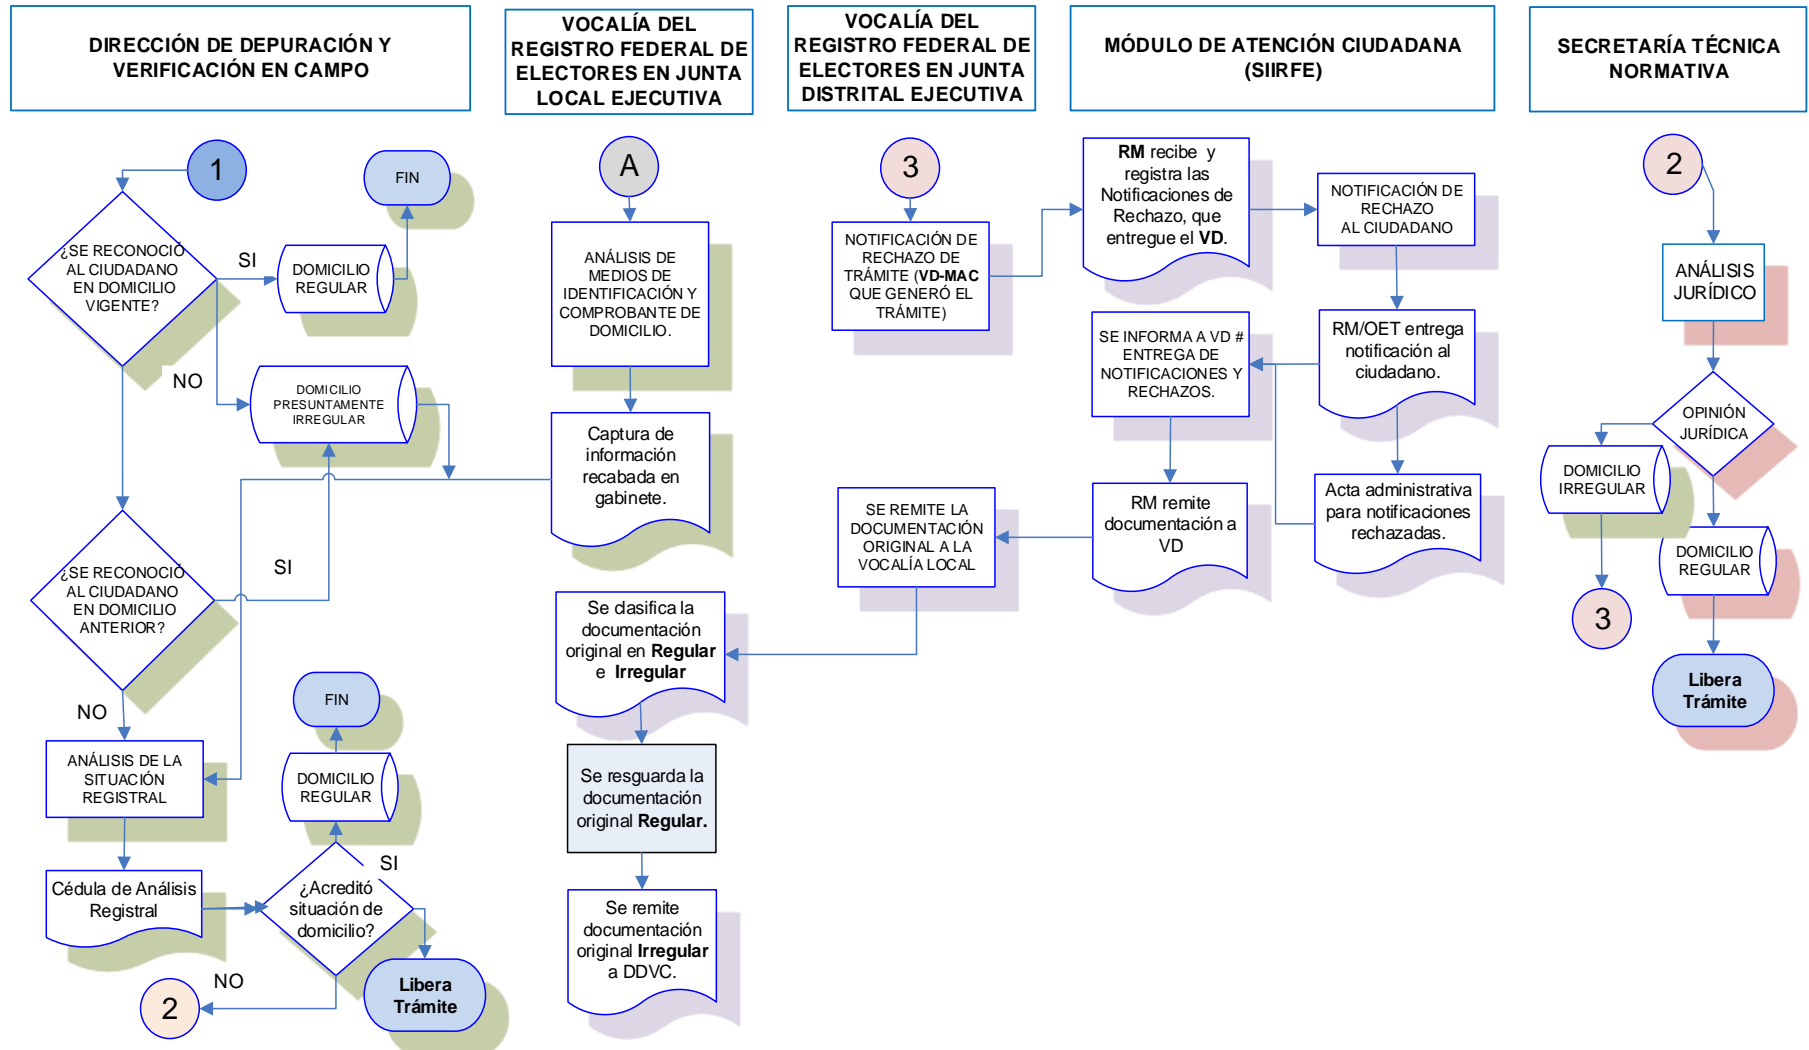 DIRECCIÓN DE DEPURACIÓN Y
VERIFICACIÓN EN CAMPO
VOCALÍA DEL
REGISTRO FEDERAL DE
ELECTORES EN JUNTA
LOCAL EJECUTIVA
VOCALÍA DEL
REGISTRO FEDERAL DE
ELECTORES EN JUNTA
DISTRITAL EJECUTIVA
MÓDULO DE ATENCIÓN CIUDADANA
(SIIRFE)
SECRETARÍA TÉCNICA
NORMATIVA
1
FIN
¿SE RECONOCIÓ
AL CIUDADANO
EN DOMICILIO
VIGENTE?
SI
DOMICILIO
REGULAR
NO
DOMICILIO
PRESUNTAMENTE
IRREGULAR
¿SE RECONOCIÓ
AL CIUDADANO
EN DOMICILIO
ANTERIOR?
SI
NO
ANÁLISIS DE LA
SITUACIÓN
REGISTRAL
FIN
DOMICILIO
REGULAR
SI
Cédula de Análisis
Registral
¿Acreditó
situación de
domicilio?
NO
2
Libera
Trámite
A
ANÁLISIS DE
MEDIOS DE
IDENTIFICACIÓN Y
COMPROBANTE DE
DOMICILIO.
Captura de
información
recabada en
gabinete.
Se clasifica la
documentación
original en Regular
e Irregular
Se resguarda la
documentación
original Regular.
Se remite
documentación
original Irregular
a DDVC.
3
NOTIFICACIÓN DE
RECHAZO DE
TRÁMITE (VD-MAC
QUE GENERÓ EL
TRÁMITE)
SE REMITE LA
DOCUMENTACIÓN
ORIGINAL A LA
VOCALÍA LOCAL
RM recibe y
registra las
Notificaciones de
Rechazo, que
entregue el VD.
NOTIFICACIÓN DE
RECHAZO
AL CIUDADANO
SE INFORMA A VD #
ENTREGA DE
NOTIFICACIONES Y
RECHAZOS.
RM/OET entrega
notificación al
ciudadano.
RM remite
documentación a
VD
Acta administrativa
para notificaciones
rechazadas.
2
ANÁLISIS
JURÍDICO
OPINIÓN
JURÍDICA
DOMICILIO
IRREGULAR
DOMICILIO
REGULAR
3
Libera
Trámite